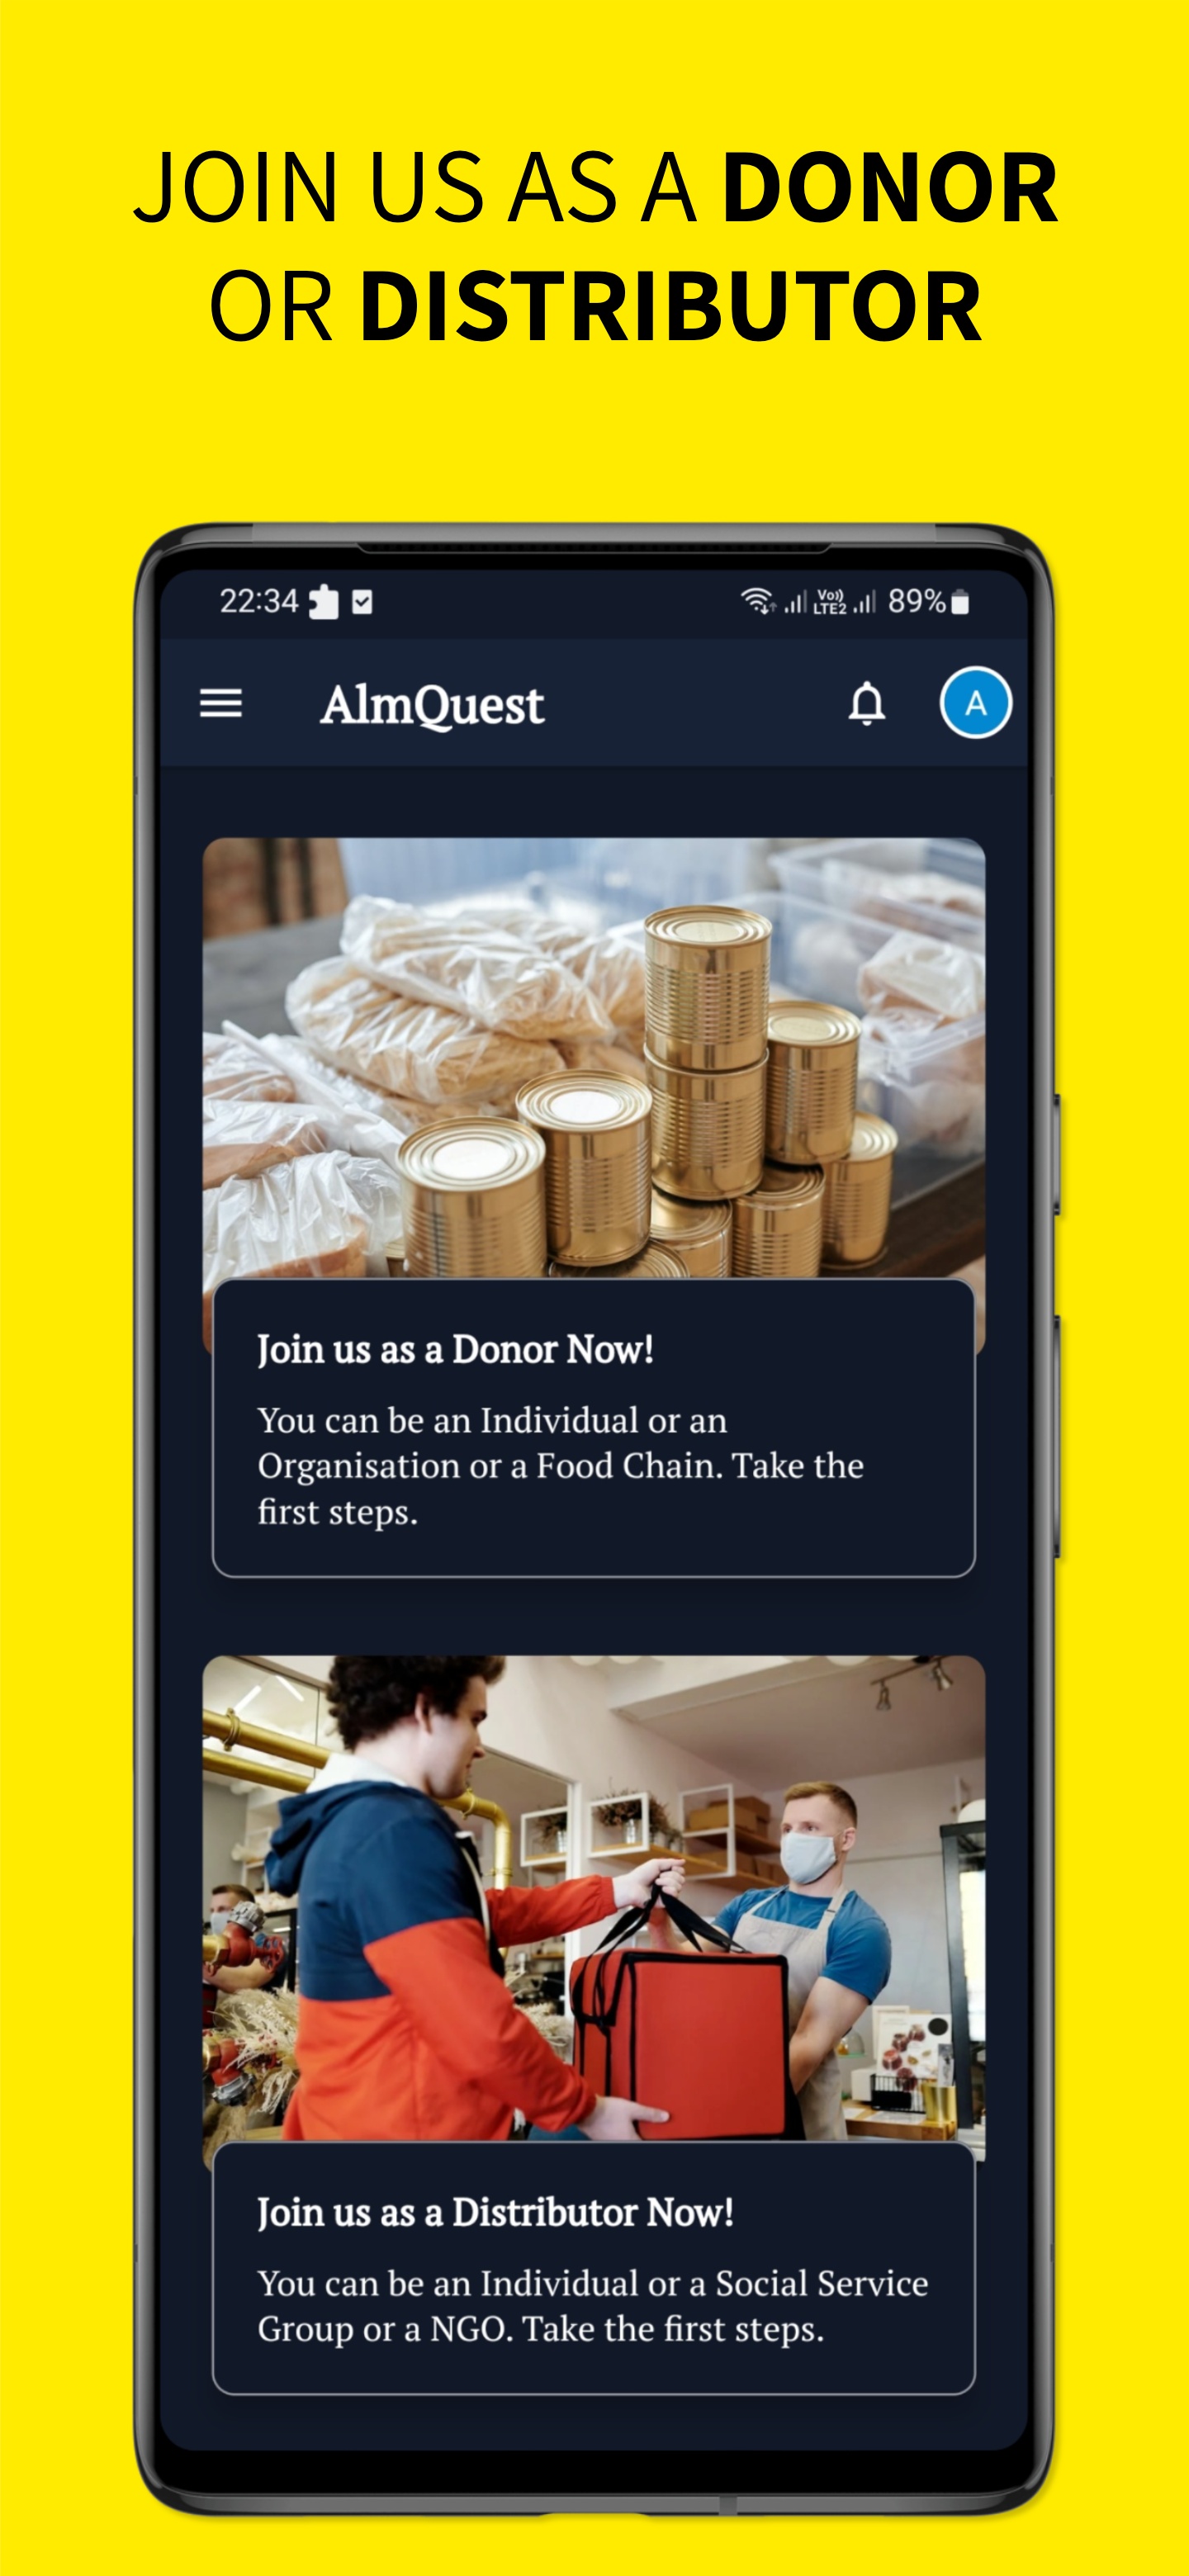 JOIN US AS A DONOR
OR DISTRIBUTOR
22:34
Vo)) LTE2 89%
AlmQuest
A
Join us as a Donor Now!
You can be an Individual or an
Organisation or a Food Chain. Take the
first steps.
Join us as a Distributor Now!
You can be an Individual or a Social Service
Group or a NGO. Take the first steps.